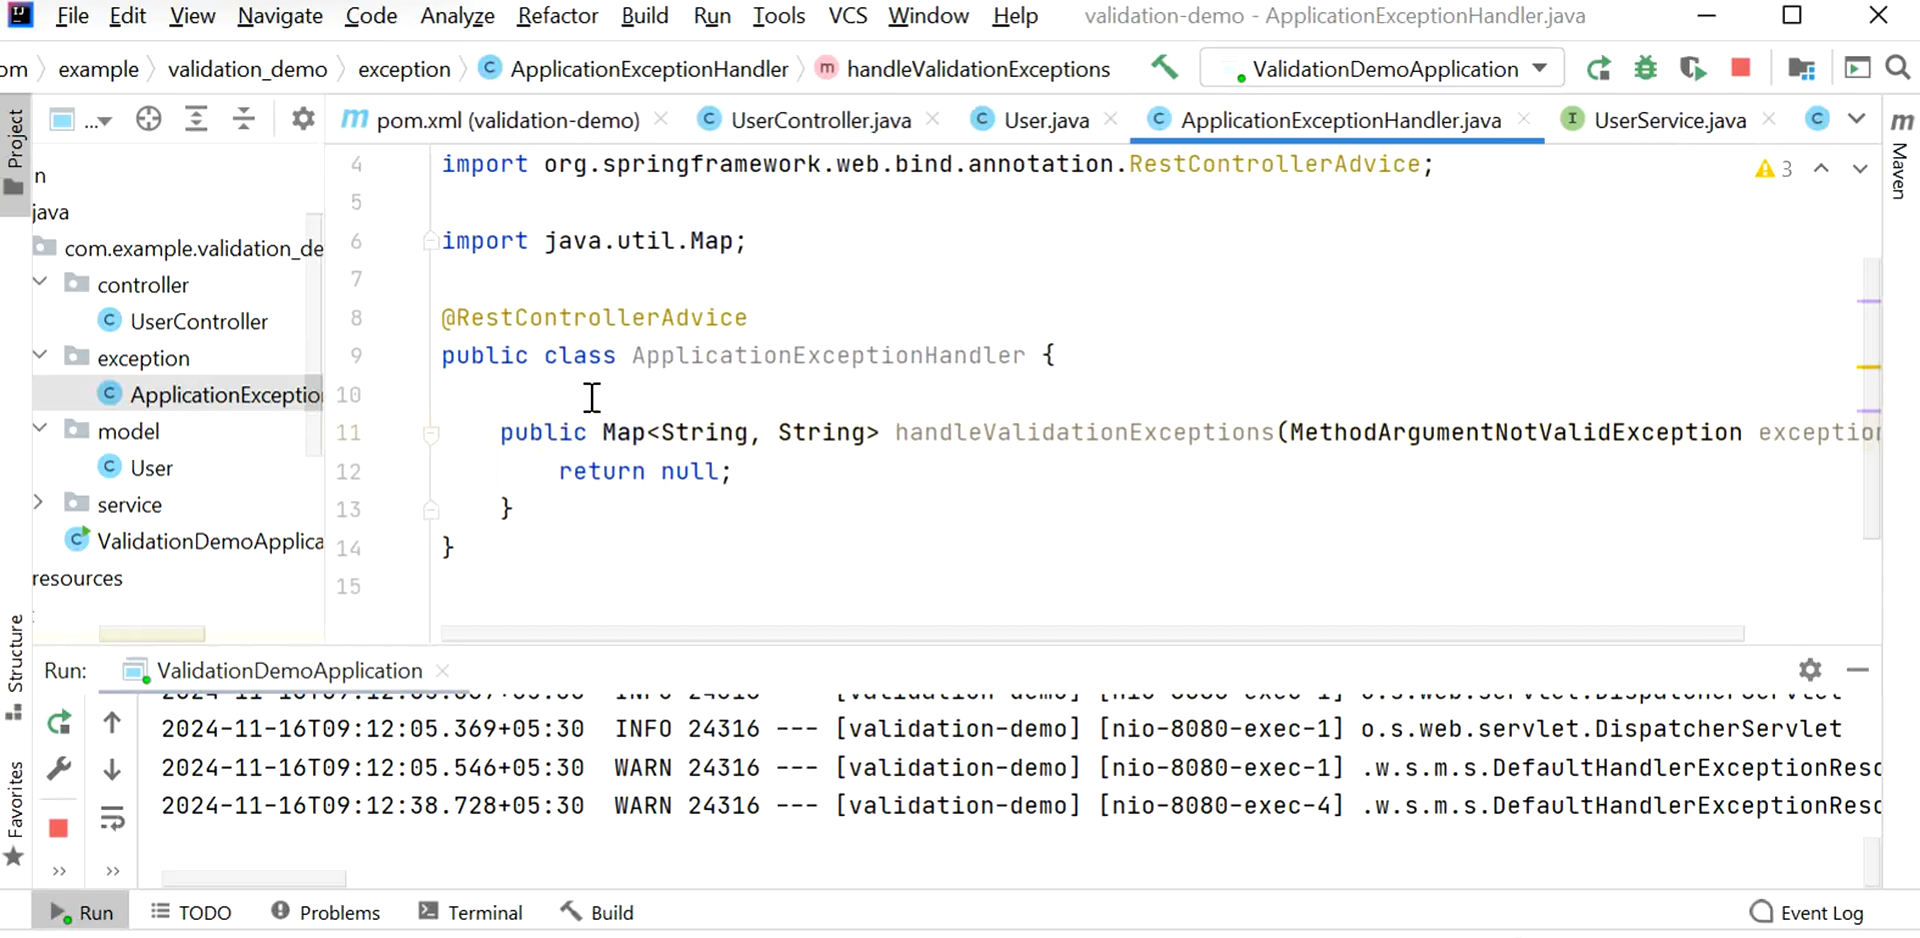 File Edit View Navigate Code Analyze Refactor Build Run Tools VCS Window Help validation-demo - ApplicationExceptionHandler.java
om example validation_demo exception ApplicationExceptionHandler handleValidationExceptions ValidationDemoApplication
Project
... pom.xml (validation-demo) UserController.java User.java ApplicationExceptionHandler.java UserService.java
Maven
n
java
com.example.validation_de
controller
UserController
exception
ApplicationExceptio
model
User
service
ValidationDemoApplica
resources
4 import org.springframework.web.bind.annotation.RestControllerAdvice;
3
5
6 import java.util.Map;
7
8 @RestControllerAdvice
9 public class ApplicationExceptionHandler {
10
11 public Map<String, String> handleValidationExceptions(MethodArgumentNotValidException exception
12 return null;
13 }
14 }
15
Structure
Favorites
Run: ValidationDemoApplication
2024-11-16T09:12:05.369+05:30 INFO 24316 --- [validation-demo] [nio-8080-exec-1] o.s.web.servlet.DispatcherServlet
2024-11-16T09:12:05.546+05:30 WARN 24316 --- [validation-demo] [nio-8080-exec-1] .w.s.m.s.DefaultHandlerExceptionReso
2024-11-16T09:12:38.728+05:30 WARN 24316 --- [validation-demo] [nio-8080-exec-4] .w.s.m.s.DefaultHandlerExceptionReso
Run TODO Problems Terminal Build Event Log